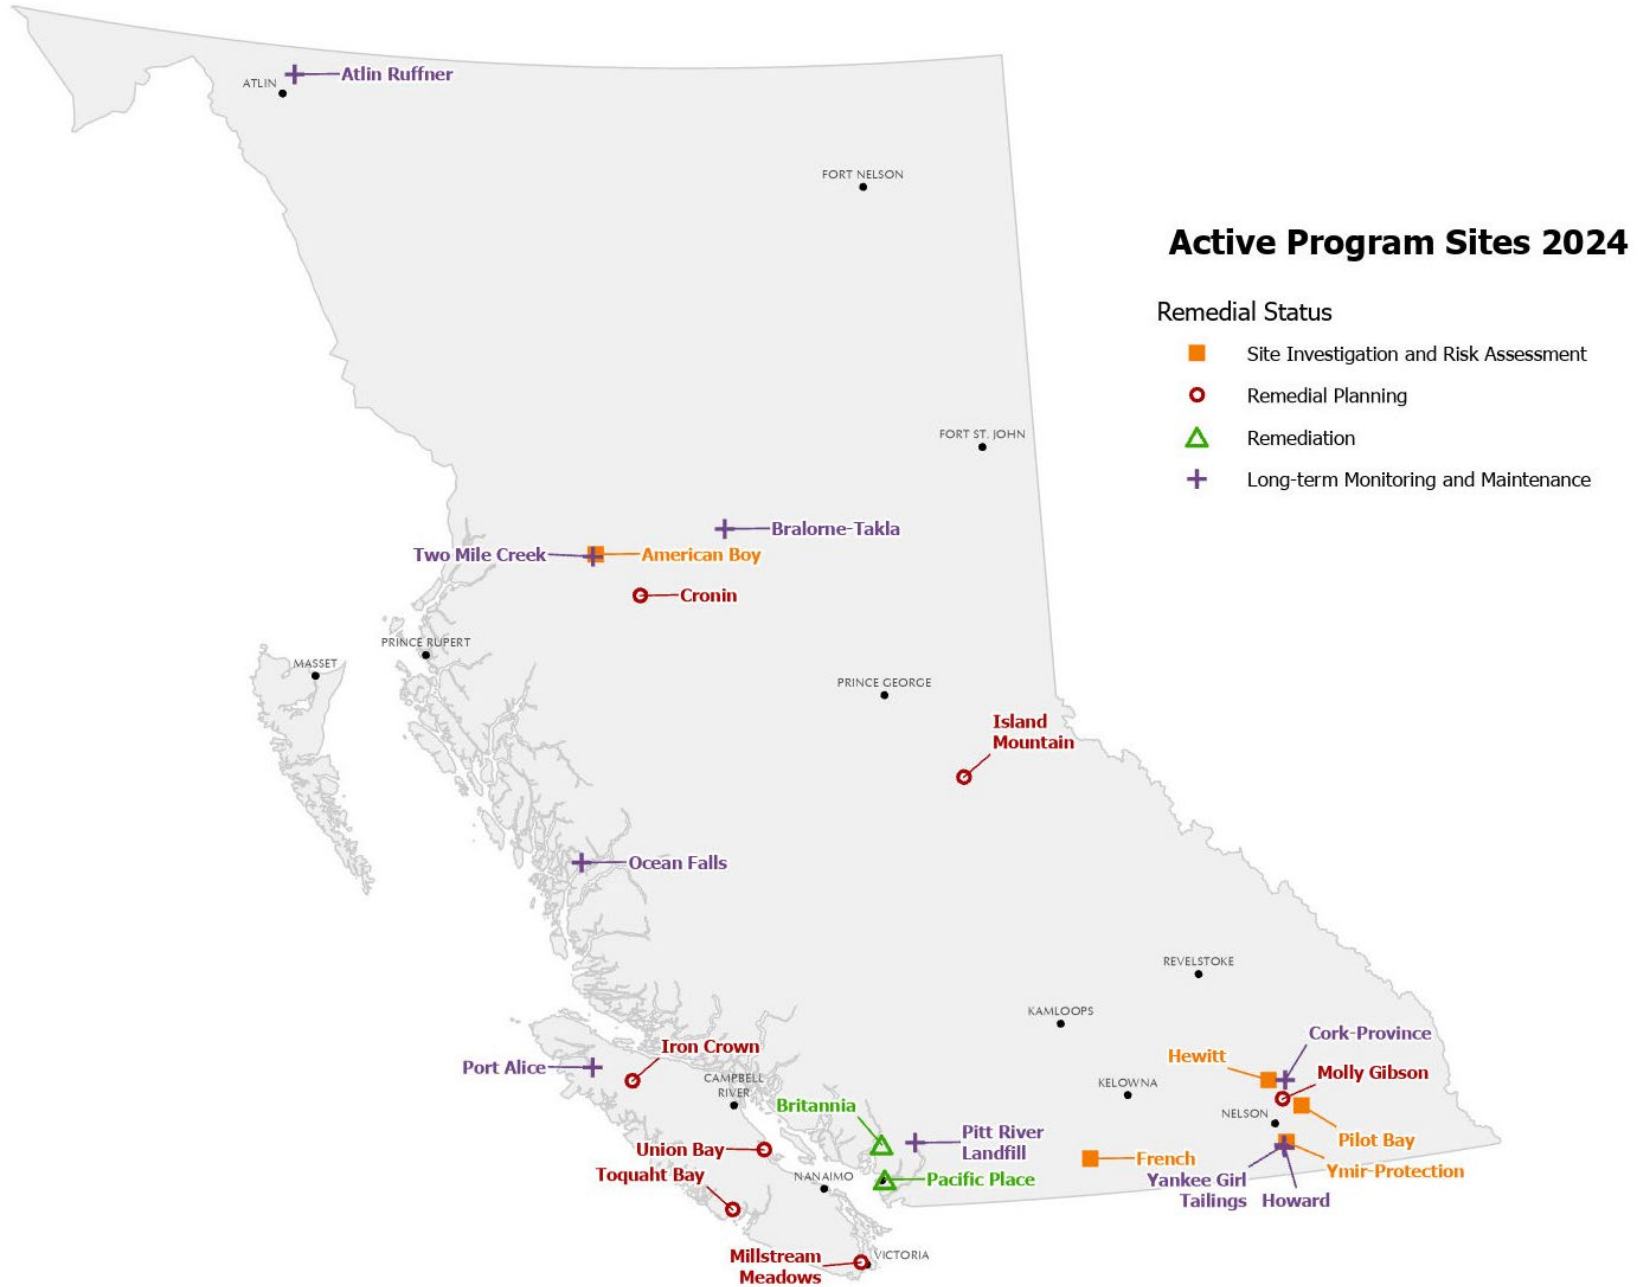 Atlin Ruffner
ATLIN
FORT NELSON
Active Program Sites 2024
Remedial Status
Site Investigation and Risk Assessment
Remedial Planning
Remediation
Long-term Monitoring and Maintenance
FORT ST. JOHN
Bralorne-Takla
Two Mile Creek
American Boy
Cronin
PRINCE RUPERT
MASSET
PRINCE GEORGE
Island
Mountain
Ocean Falls
REVELSTOKE
KAMLOOPS
Cork-Province
Iron Crown
Hewitt
Port Alice
Molly Gibson
CAMPBELL
RIVER
KELOWNA
Britannia
NELSON
Pitt River
Landfill
Pilot Bay
Union Bay
French
Ymir-Protection
Toquaht Bay
NANAIMO
Pacific Place
Yankee Girl
Tailings
Howard
Millstream
Meadows
VICTORIA